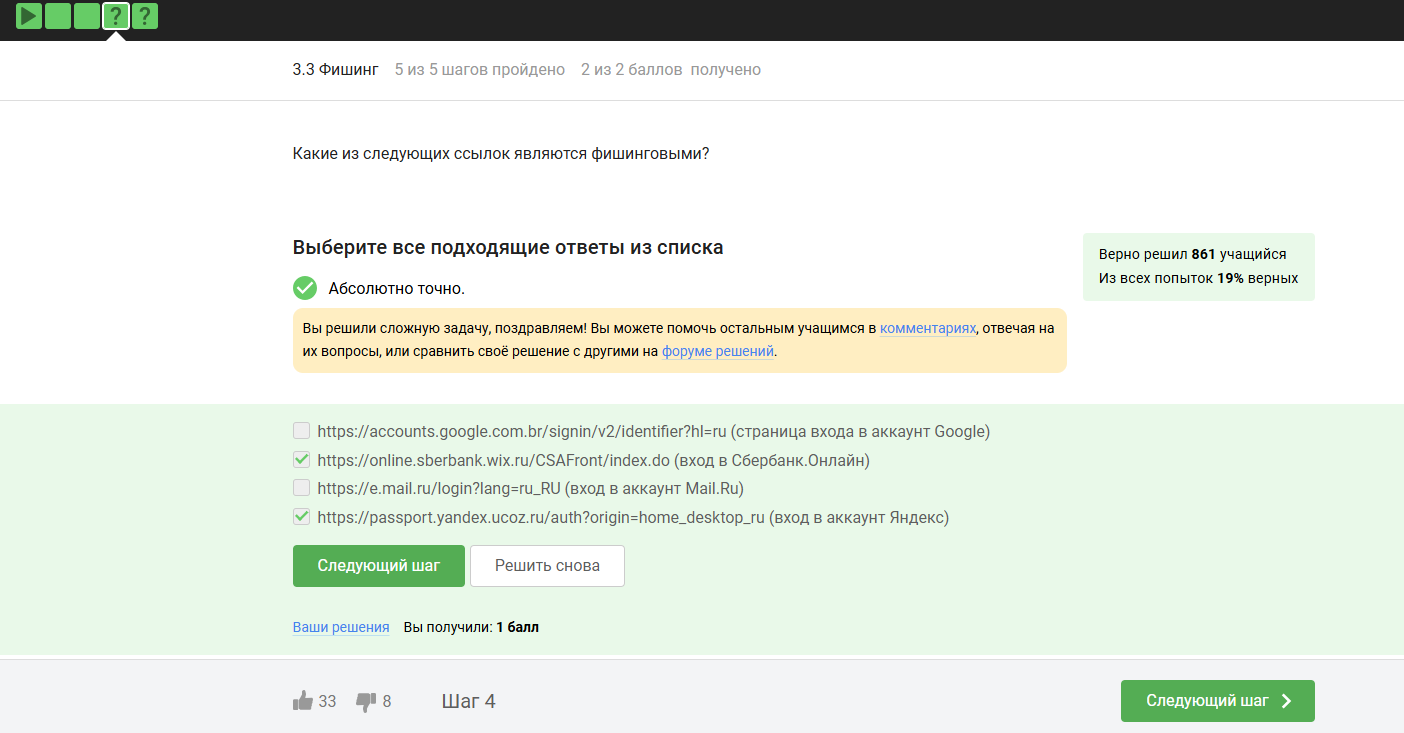 ? ?
3.3 Фишинг 5 из 5 шагов пройдено 2 из 2 баллов получено
Какие из следующих ссылок являются фишинговыми?
Выберите все подходящие ответы из списка
Верно решил 861 учащийся
Из всех попыток 19% верных
Абсолютно точно.
Вы решили сложную задачу, поздравляем! Вы можете помочь остальным учащимся в комментариях, отвечая на
их вопросы, или сравнить своё решение с другими на форуме решений.
https://accounts.google.com.br/signin/v2/identifier?hl=ru (страница входа в аккаунт Google)
https://online.sberbank.wix.ru/CSAFront/index.do (вход в Сбербанк.Онлайн)
https://e.mail.ru/login?lang=ru_RU (вход в аккаунт Mail.Ru)
https://passport.yandex.ucoz.ru/auth?origin=home_desktop_ru (вход в аккаунт Яндекс)
Следующий шаг Решить снова
Ваши решения Вы получили: 1 балл
33 8 Шаг 4 Следующий шаг